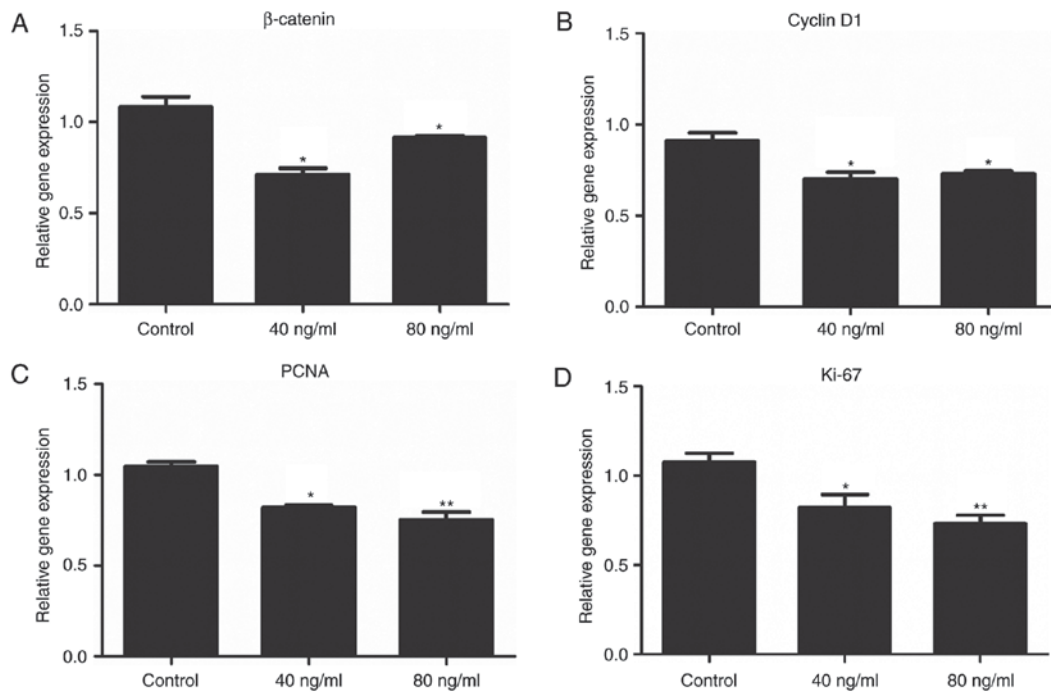 A
β-catenin
Relative gene expression
1.5
1.0
0.5
0.0
*
*
Control 40 ng/ml 80 ng/ml
B
Cyclin D1
Relative gene expression
1.5
1.0
0.5
0.0
*
*
Control 40 ng/ml 80 ng/ml
C
PCNA
Relative gene expression
1.5
1.0
0.5
0.0
*
**
Control 40 ng/ml 80 ng/ml
D
Ki-67
Relative gene expression
1.5
1.0
0.5
0.0
*
**
Control 40 ng/ml 80 ng/ml